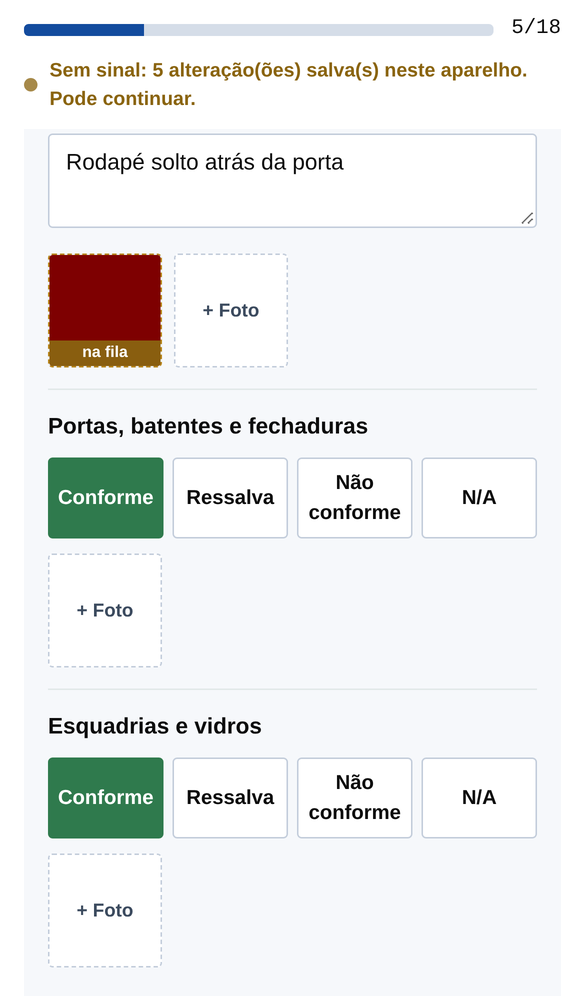 5/18
Sem sinal: 5 alteração(ões) salva(s) neste aparelho.
Pode continuar.
Rodapé solto atrás da porta
+ Foto
na fila
Portas, batentes e fechaduras
Conforme
Ressalva
Não
conforme
N/A
+ Foto
Esquadrias e vidros
Conforme
Ressalva
Não
conforme
N/A
+ Foto